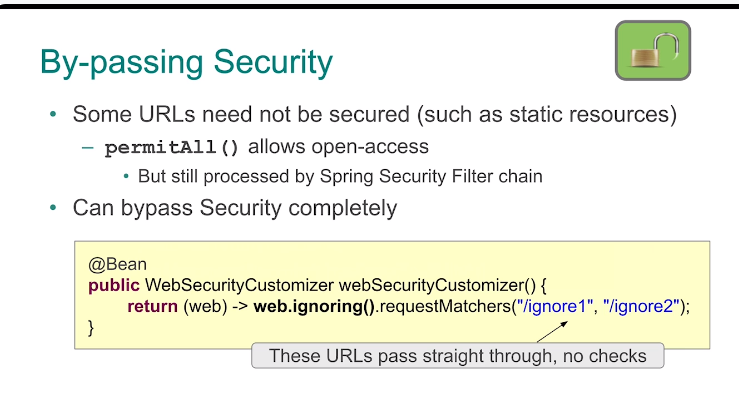 By-passing Security
• Some URLs need not be secured (such as static resources)
– permitAll() allows open-access
• But still processed by Spring Security Filter chain
• Can bypass Security completely
@Bean
public WebSecurityCustomizer webSecurityCustomizer() {
return (web) -> web.ignoring().requestMatchers("/ignore1", "/ignore2");
}
These URLs pass straight through, no checks